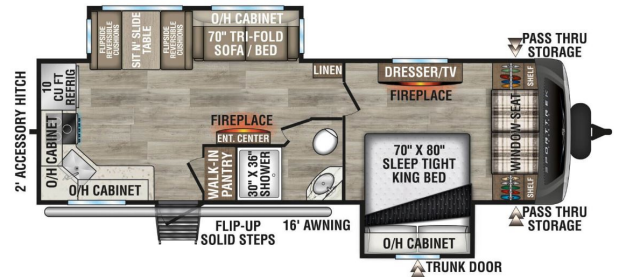 O/H CABINET
FLIPSIDE
REVERSIBLE
CUSHIONS
SIT N' SLIDE
TABLE
FLIPSIDE
REVERSIBLE
CUSHIONS
70" TRI-FOLD
SOFA / BED
PASS THRU
STORAGE
10
CU FT
REFRIG
LINEN
DRESSER/TV
FIREPLACE
SHELF
2' ACCESSORY HITCH
O/H CABINET
FIREPLACE
ENT. CENTER
WINDOW-SEAT
SPORTTREK
WALK-IN
PANTRY
30" X 36"
SHOWER
70" X 80"
SLEEP TIGHT
KING BED
O/H CABINET
SHELF
FLIP-UP
SOLID STEPS
16' AWNING
O/H CABINET
PASS THRU
STORAGE
TRUNK DOOR